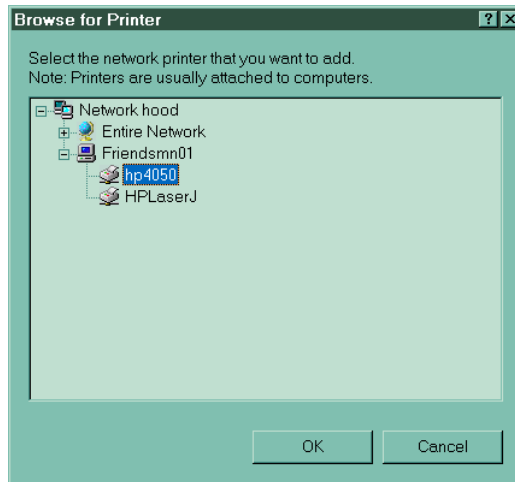 Browse for Printer
Select the network printer that you want to add.
Note: Printers are usually attached to computers.
Network hood
Entire Network
Friendsmn01
hp4050
HPLaserJ
OK Cancel